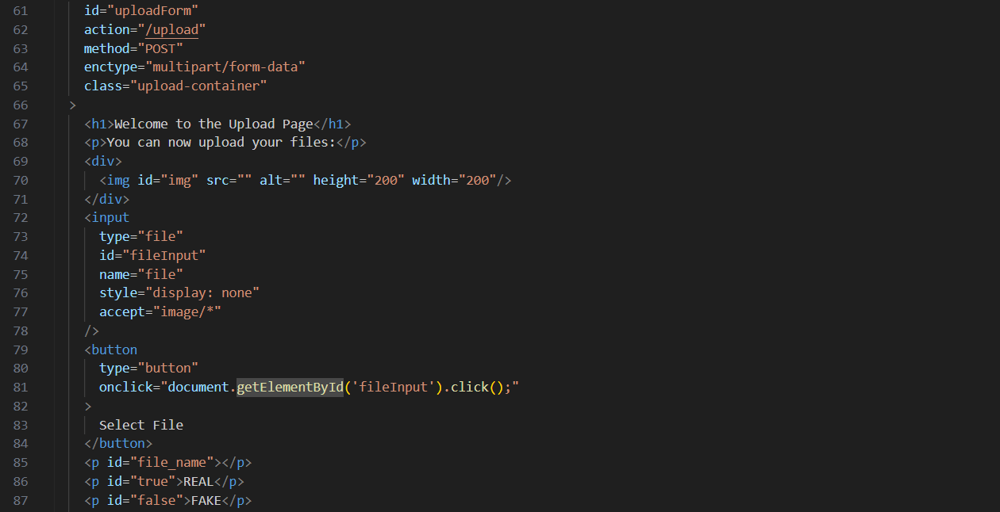 61 id="uploadForm"
62 action="/upload"
63 method="POST"
64 enctype="multipart/form-data"
65 class="upload-container"
66 >
67 <h1>Welcome to the Upload Page</h1>
68 <p>You can now upload your files:</p>
69 <div>
70 <img id="img" src="" alt="" height="200" width="200"/>
71 </div>
72 <input
73 type="file"
74 id="fileInput"
75 name="file"
76 style="display: none"
77 accept="image/*"
78 />
79 <button
80 type="button"
81 onclick="document.getElementById('fileInput').click();"
82 >
83 Select File
84 </button>
85 <p id="file_name"></p>
86 <p id="true">REAL</p>
87 <p id="false">FAKE</p>